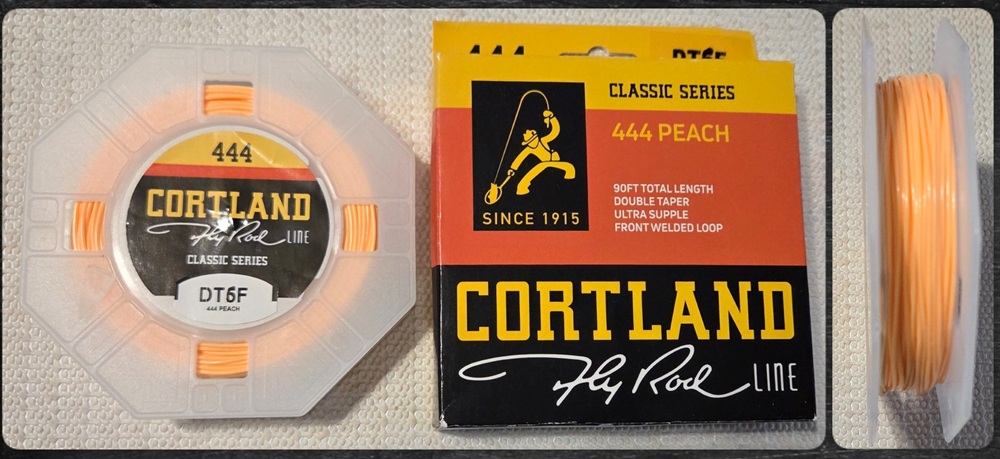 444
CORTLAND
Fly Rod LINE
CLASSIC SERIES
DT6F
444 PEACH
444 DT6F
CLASSIC SERIES
444 PEACH
90FT TOTAL LENGTH
DOUBLE TAPER
ULTRA SUPPLE
FRONT WELDED LOOP
SINCE 1915
CORTLAND
Fly Rod LINE